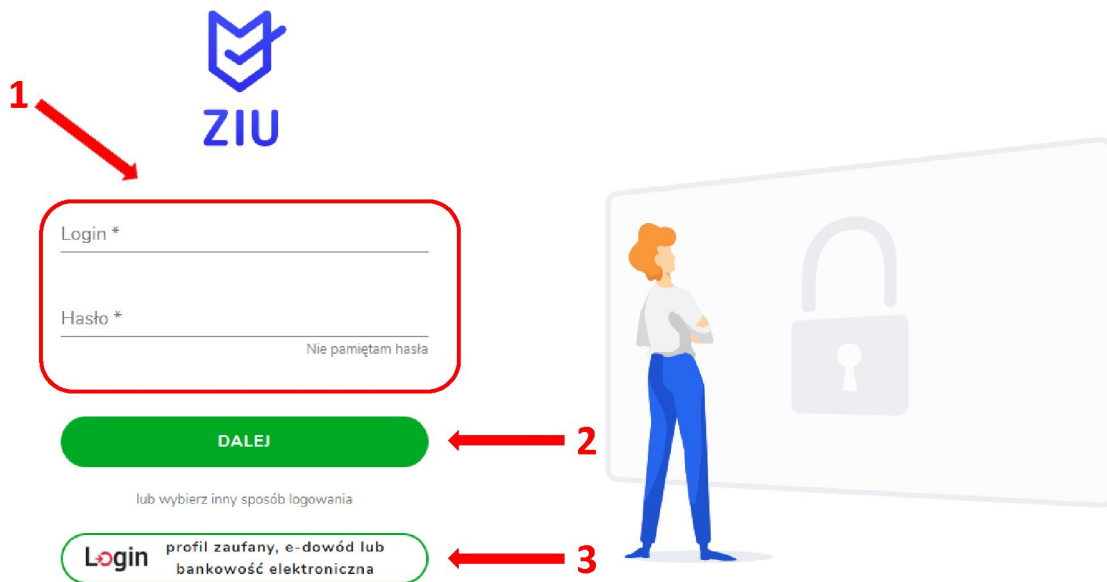 ZIU
1
Login *
Hasło *
Nie pamiętam hasła
DALEJ
2
lub wybierz inny sposób logowania
Login
profil zaufany, e-dowód lub
bankowość elektroniczna
3